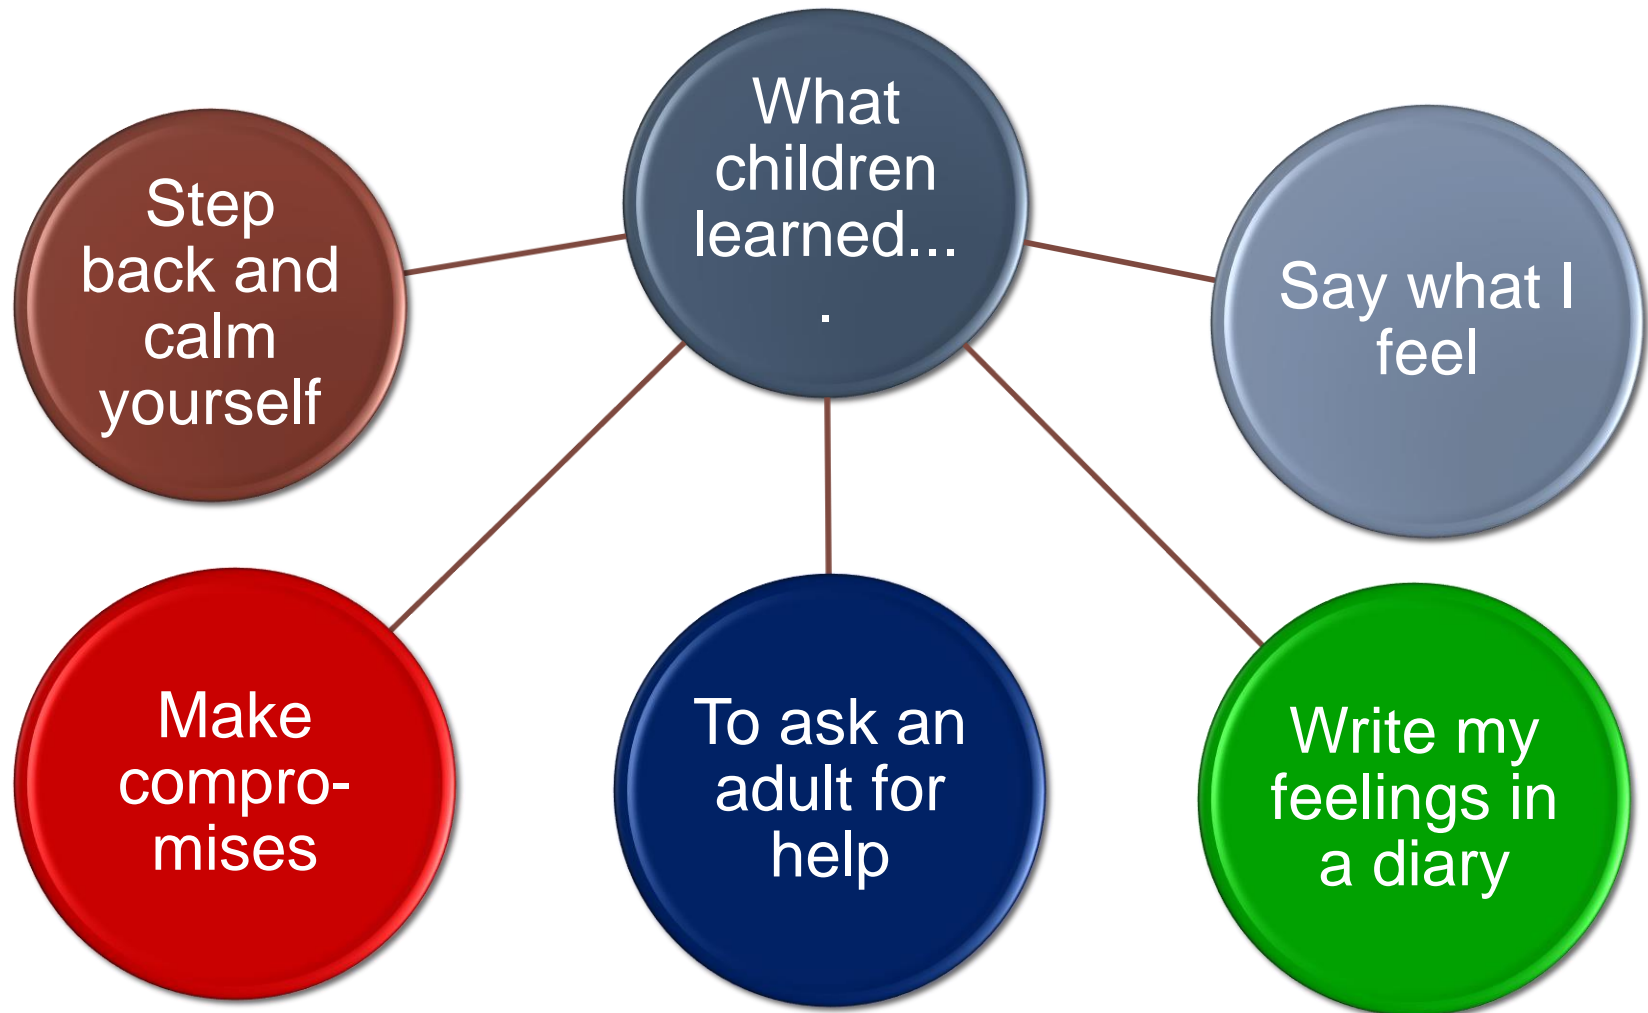 What
children
learned...
.
Step
back and
calm
yourself
Say what I
feel
Make
compro-
mises
To ask an
adult for
help
Write my
feelings in
a diary